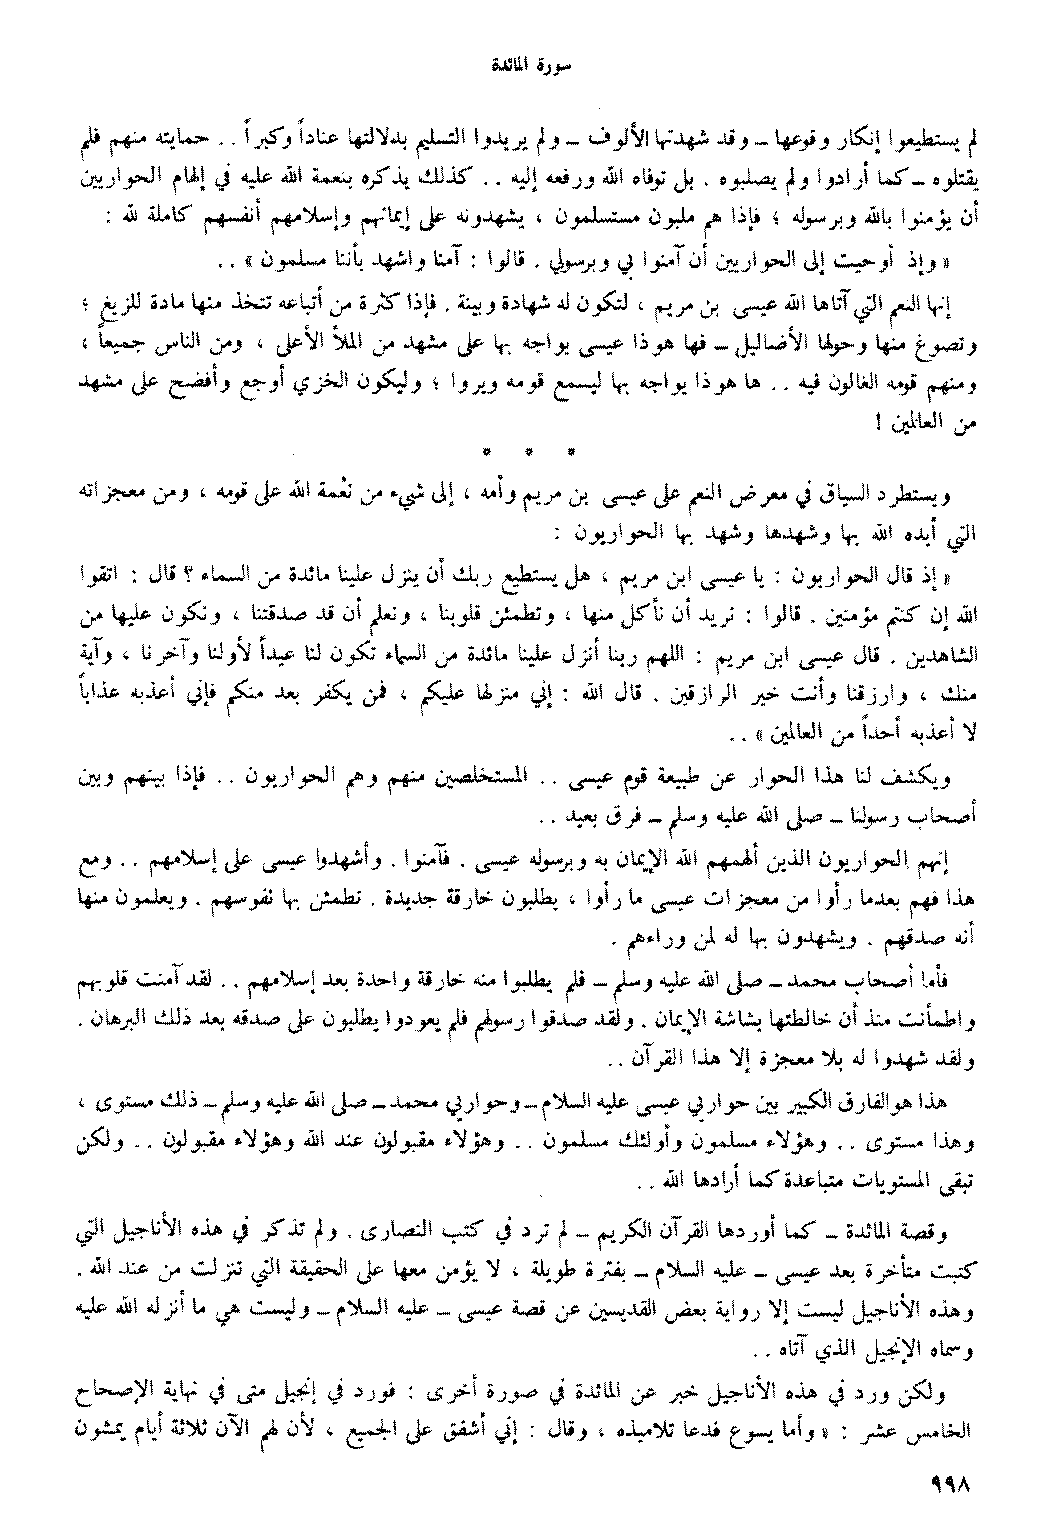 سورة المائدة
لم يستطيعوا إنكار وقوعها – وقد شهدتها الألوف – ولم يريدوا التسليم بدلالتها عناداً وكبراً .. حمايته منهم فلم
يقتلوه – كما أرادوا ولم يصلبوه . بل توفاه الله ورفعه إليه .. كذلك يذكره بنعمة الله عليه في إلهام الحواريين
أن يؤمنوا بالله وبرسوله ؛ فإذا هم ملبون مستسلمون ، يشهدونه على إيمانهم وإسلامهم أنفسهم كاملة لله :
« وإذ أوحيت إلى الحواريين أن آمنوا بي وبرسولي . قالوا : آمنا واشهد بأننا مسلمون » ..
إنها النعم التي آتاها الله عيسى بن مريم ، لتكون له شهادة وبينة . فإذا كثرة من أتباعه تتخذ منها مادة للزيغ ؛
وتصوغ منها وحولها الأضاليل – فها هو ذا عيسى يواجه بها على مشهد من الملأ الأعلى ، ومن الناس جميعاً ،
ومنهم قومه الغالون فيه .. ها هو ذا يواجه بها ليسمع قومه ويروا ؛ وليكون الخزي أوجع وأفضح على مشهد
من العالمين !
* * *
ويستطرد السياق في معرض النعم على عيسى بن مريم وأمه ، إلى شيء من نعمة الله على قومه ، ومن معجزاته
التي أيده الله بها وشهدها وشهد بها الحواريون :
« إذ قال الحواريون : يا عيسى ابن مريم ، هل يستطيع ربك أن ينزل علينا مائدة من السماء ؟ قال : اتقوا
الله إن كنتم مؤمنين . قالوا : نريد أن نأكل منها ، وتطمئن قلوبنا ، ونعلم أن قد صدقتنا ، ونكون عليها من
الشاهدين . قال عيسى ابن مريم : اللهم ربنا أنزل علينا مائدة من السماء تكون لنا عيداً لأولنا وآخرنا ، وآية
منك ، وارزقنا وأنت خير الرازقين . قال الله : إني منزلها عليكم ، فمن يكفر بعد منكم فإني أعذبه عذاباً
لا أعذبه أحداً من العالمين » ..
ويكشف لنا هذا الحوار عن طبيعة قوم عيسى .. المستخلصين منهم وهم الحواريون .. فإذا بينهم وبين
أصحاب رسولنا – صلى الله عليه وسلم – فرق بعيد ..
إنهم الحواريون الذين ألهمهم الله الإيمان به وبرسوله عيسى . فآمنوا . وأشهدوا عيسى على إسلامهم .. ومع
هذا فهم بعدما رأوا من معجزات عيسى ما رأوا ، يطلبون خارقة جديدة . تطمئن بها نفوسهم . ويعلمون منها
أنه صدقهم . ويشهدون بها له لمن وراءهم .
فأما أصحاب محمد – صلى الله عليه وسلم – فلم يطلبوا منه خارقة واحدة بعد إسلامهم .. لقد آمنت قلوبهم
واطمأنت منذ أن خالطتها بشاشة الإيمان . ولقد صدقوا رسولهم فلم يعودوا يطلبون على صدقه بعد ذلك البرهان .
ولقد شهدوا له بلا معجزة إلا هذا القرآن ..
هذا هو الفارق الكبير بين حواريي عيسى عليه السلام – وحواريي محمد – صلى الله عليه وسلم – ذلك مستوى ،
وهذا مستوى .. وهؤلاء مسلمون وأولئك مسلمون .. وهؤلاء مقبولون عند الله وهؤلاء مقبولون .. ولكن
تبقى المستويات متباعدة كما أرادها الله ..
وقصة المائدة – كما أوردها القرآن الكريم – لم ترد في كتب النصارى . ولم تذكر في هذه الأناجيل التي
كتبت متأخرة بعد عيسى – عليه السلام – بفترة طويلة ، لا يؤمن معها على الحقيقة التي تنزلت من عند الله .
وهذه الأناجيل ليست إلا رواية بعض القديسين عن قصة عيسى – عليه السلام – وليست هي ما أنزله الله عليه
وسماه الإنجيل الذي آتاه ..
ولكن ورد في هذه الأناجيل خبر عن المائدة في صورة أخرى : فورد في إنجيل متى في نهاية الإصحاح
الخامس عشر : « وأما يسوع فدعا تلاميذه ، وقال : إني أشفق على الجميع ، لأن لهم الآن ثلاثة أيام يمشون
٩٩٨